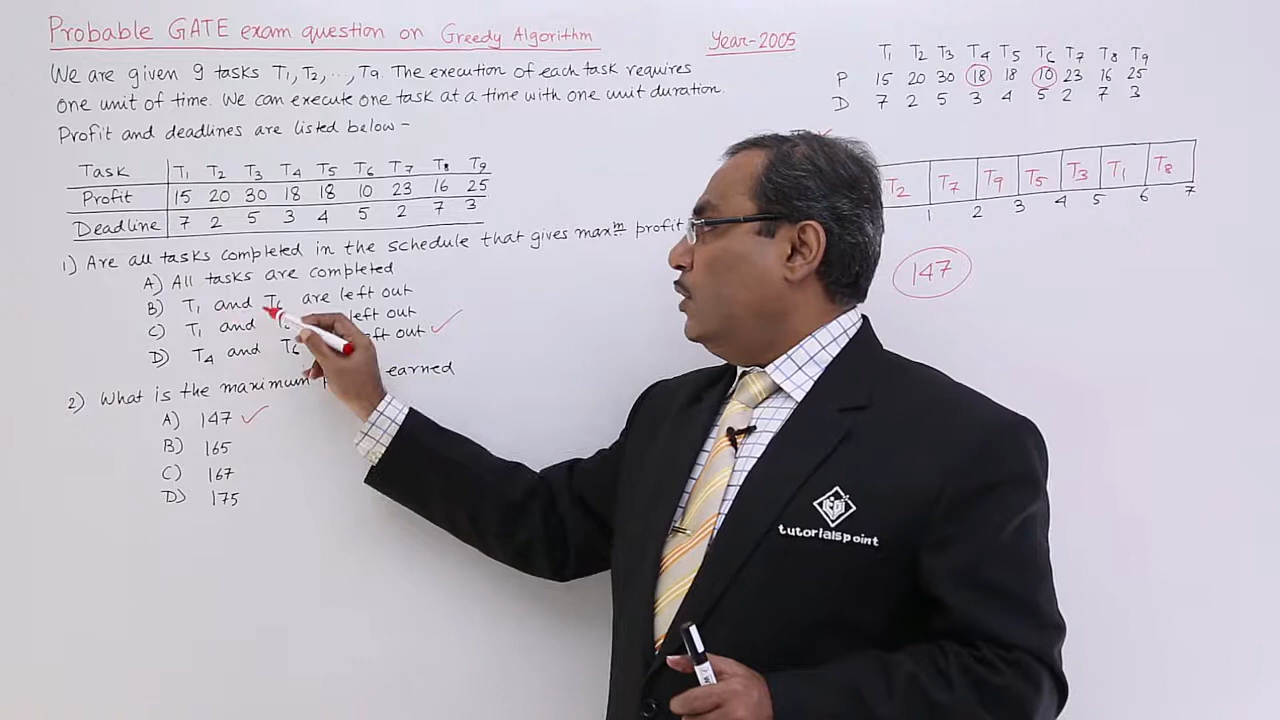 Probable GATE exam question on Greedy Algorithm
Year-2005
We are given 9 tasks T1, T2, ..., T9. The execution of each task requires
one unit of time. We can execute one task at a time with one unit duration.
Profit and deadlines are listed below -
Task T1 T2 T3 T4 T5 T6 T7 T8 T9
Profit 15 20 30 18 18 10 23 16 25
Deadline 7 2 5 3 4 5 2 7 3
1) Are all tasks completed in the schedule that gives maxm profit
A) All tasks are completed
B) T1 and T6 are left out
C) T1 and left out
D) T4 and T6 left out ✓
2) What is the maximum earned
A) 147 ✓
B) 165
C) 167
D) 175
T1 T2 T3 T4 T5 T6 T7 T8 T9
P 15 20 30 18 18 10 23 16 25
D 7 2 5 3 4 5 2 7 3
T2 T7 T9 T5 T3 T1 T8
1 2 3 4 5 6 7
147
tutorialspoint